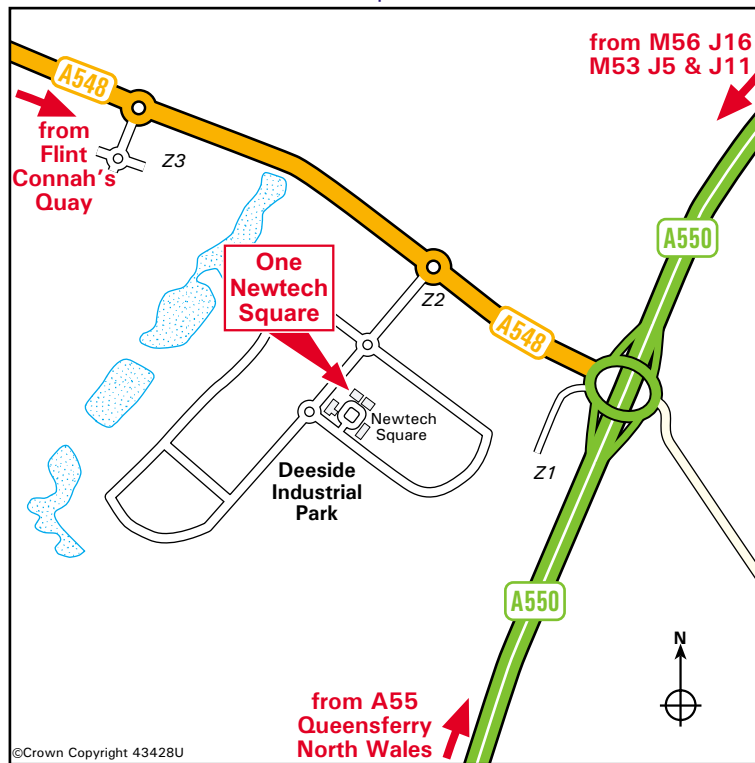 from M56 J16
M53 J5 & J11
A548
from
Flint
Connah's
Quay
Z3
A550
One
Newtech
Square
Z2
A548
Newtech
Square
Z1
Deeside
Industrial
Park
A550
N
from A55
Queensferry
North Wales
©Crown Copyright 43428U